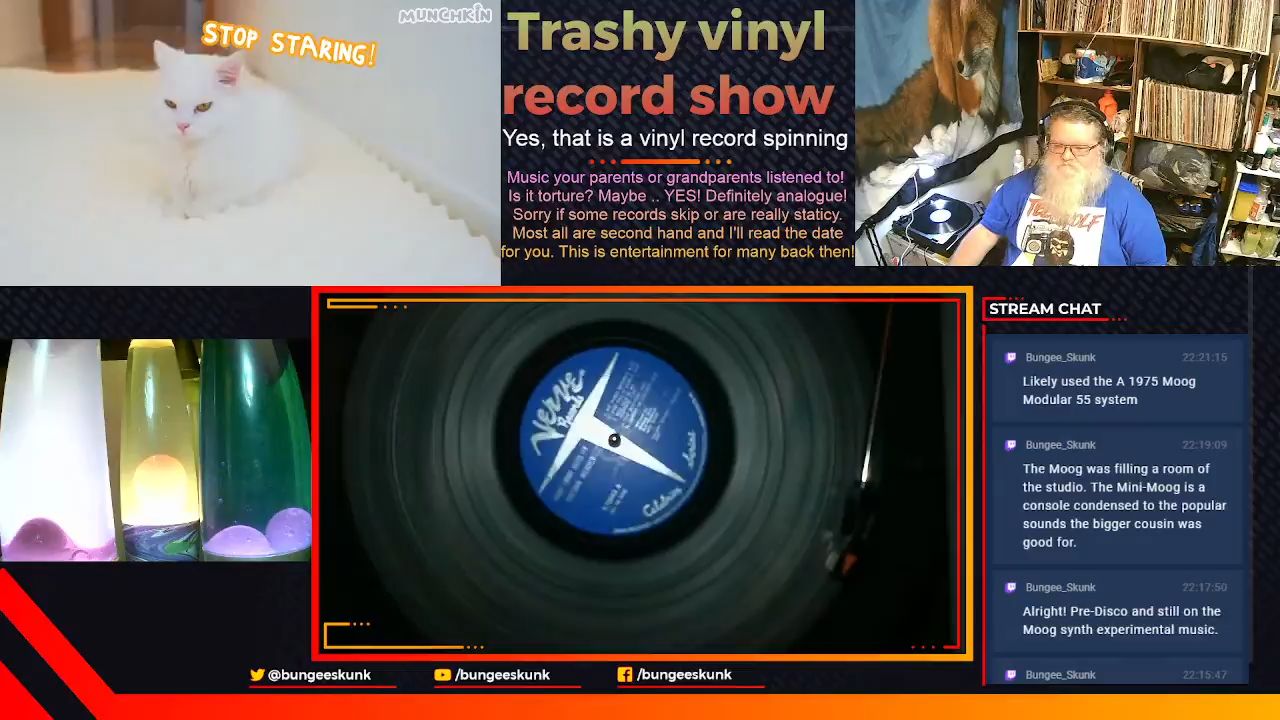 MUNCHKIN
STOP STARING!
Trashy vinyl
record show
Yes, that is a vinyl record spinning
Music your parents or grandparents listened to!
Is it torture? Maybe .. YES! Definitely analogue!
Sorry if some records skip or are really staticy.
Most all are second hand and I'll read the date
for you. This is entertainment for many back then!
Verve
Records
STREAM CHAT
Bungee_Skunk 22:21:15
Likely used the A 1975 Moog
Modular 55 system
Bungee_Skunk 22:19:09
The Moog was filling a room of
the studio. The Mini-Moog is a
console condensed to the popular
sounds the bigger cousin was
good for.
Bungee_Skunk 22:17:50
Alright! Pre-Disco and still on the
Moog synth experimental music.
Bungee_Skunk 22:15:47
@bungeeskunk
/bungeeskunk
/bungeeskunk